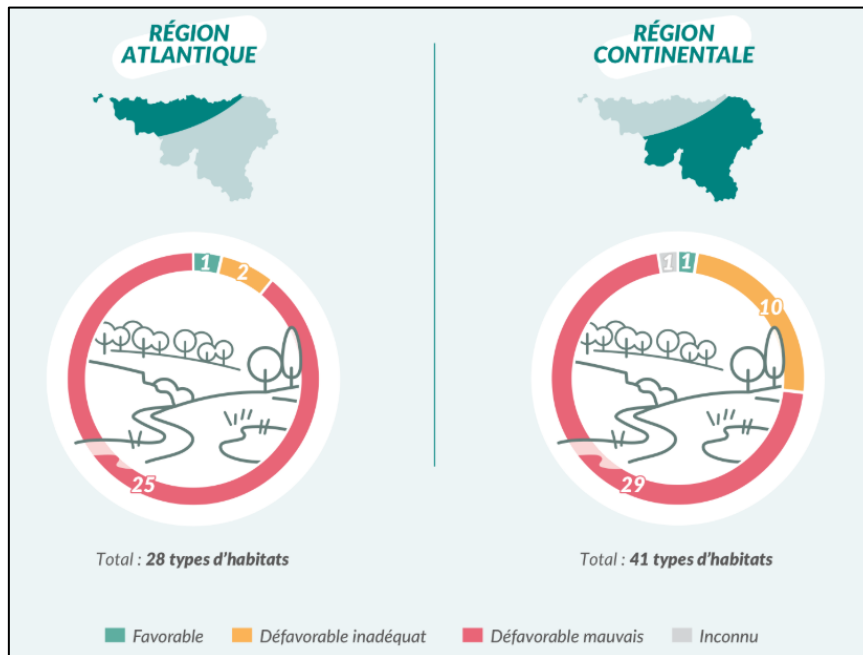 RÉGION
ATLANTIQUE
1
2
25
Total : 28 types d'habitats
RÉGION
CONTINENTALE
1
1
10
29
Total : 41 types d'habitats
Favorable
Défavorable inadéquat
Défavorable mauvais
Inconnu